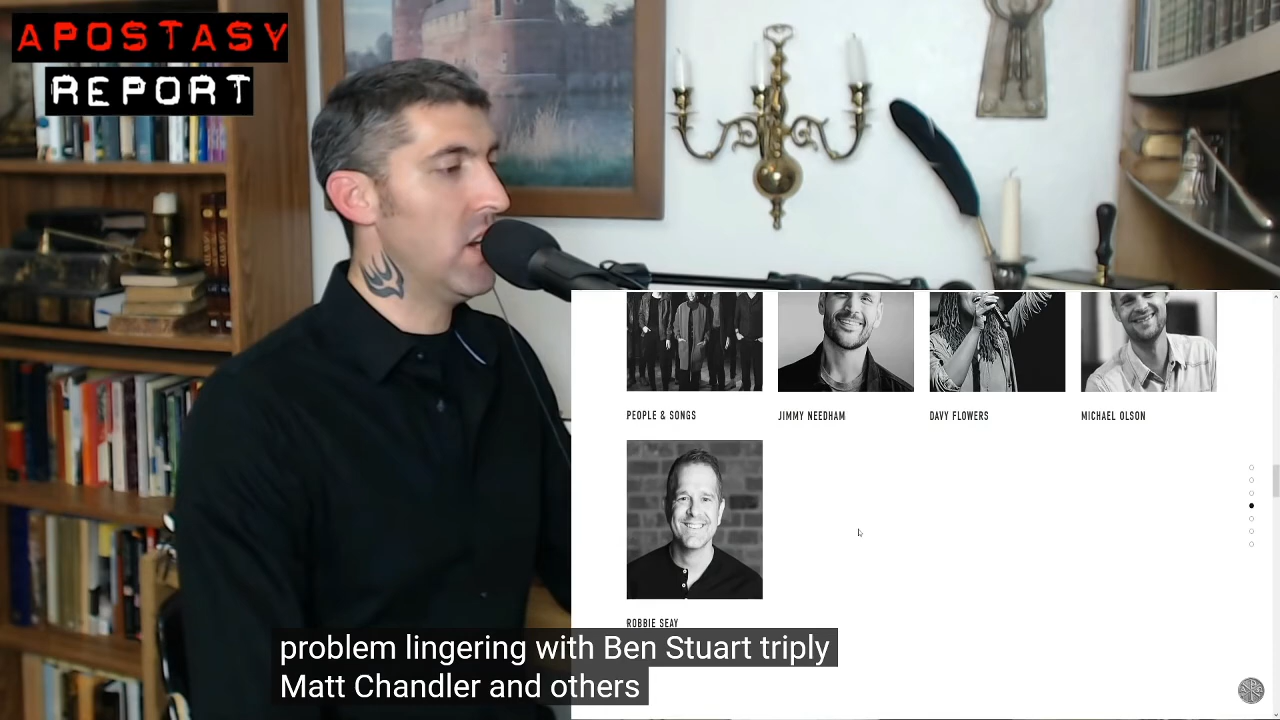 APOSTASY
REPORT
PEOPLE & SONGS
JIMMY NEEDHAM
DAVY FLOWERS
MICHAEL OLSON
ROBBIE SEAY
problem lingering with Ben Stuart triply
Matt Chandler and others